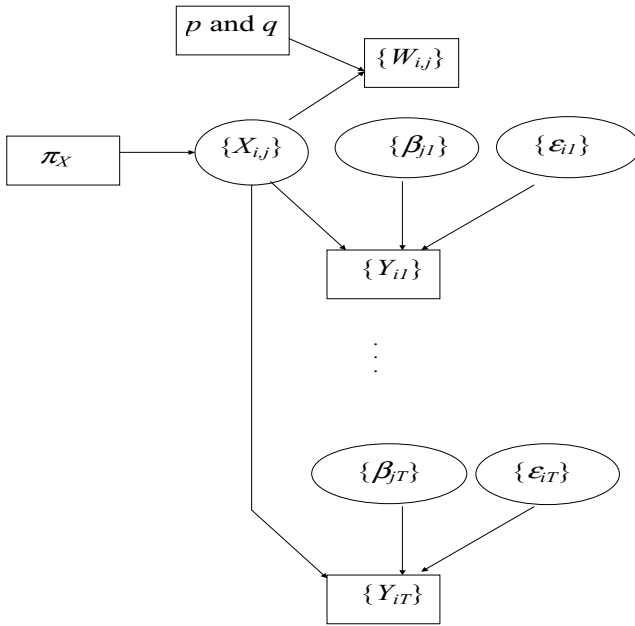 p and q
{W_{i,j}}
π_X
{X_{i,j}}
{β_{j1}}
{ε_{i1}}
{Y_{i1}}
⋮
{β_{jT}}
{ε_{iT}}
{Y_{iT}}